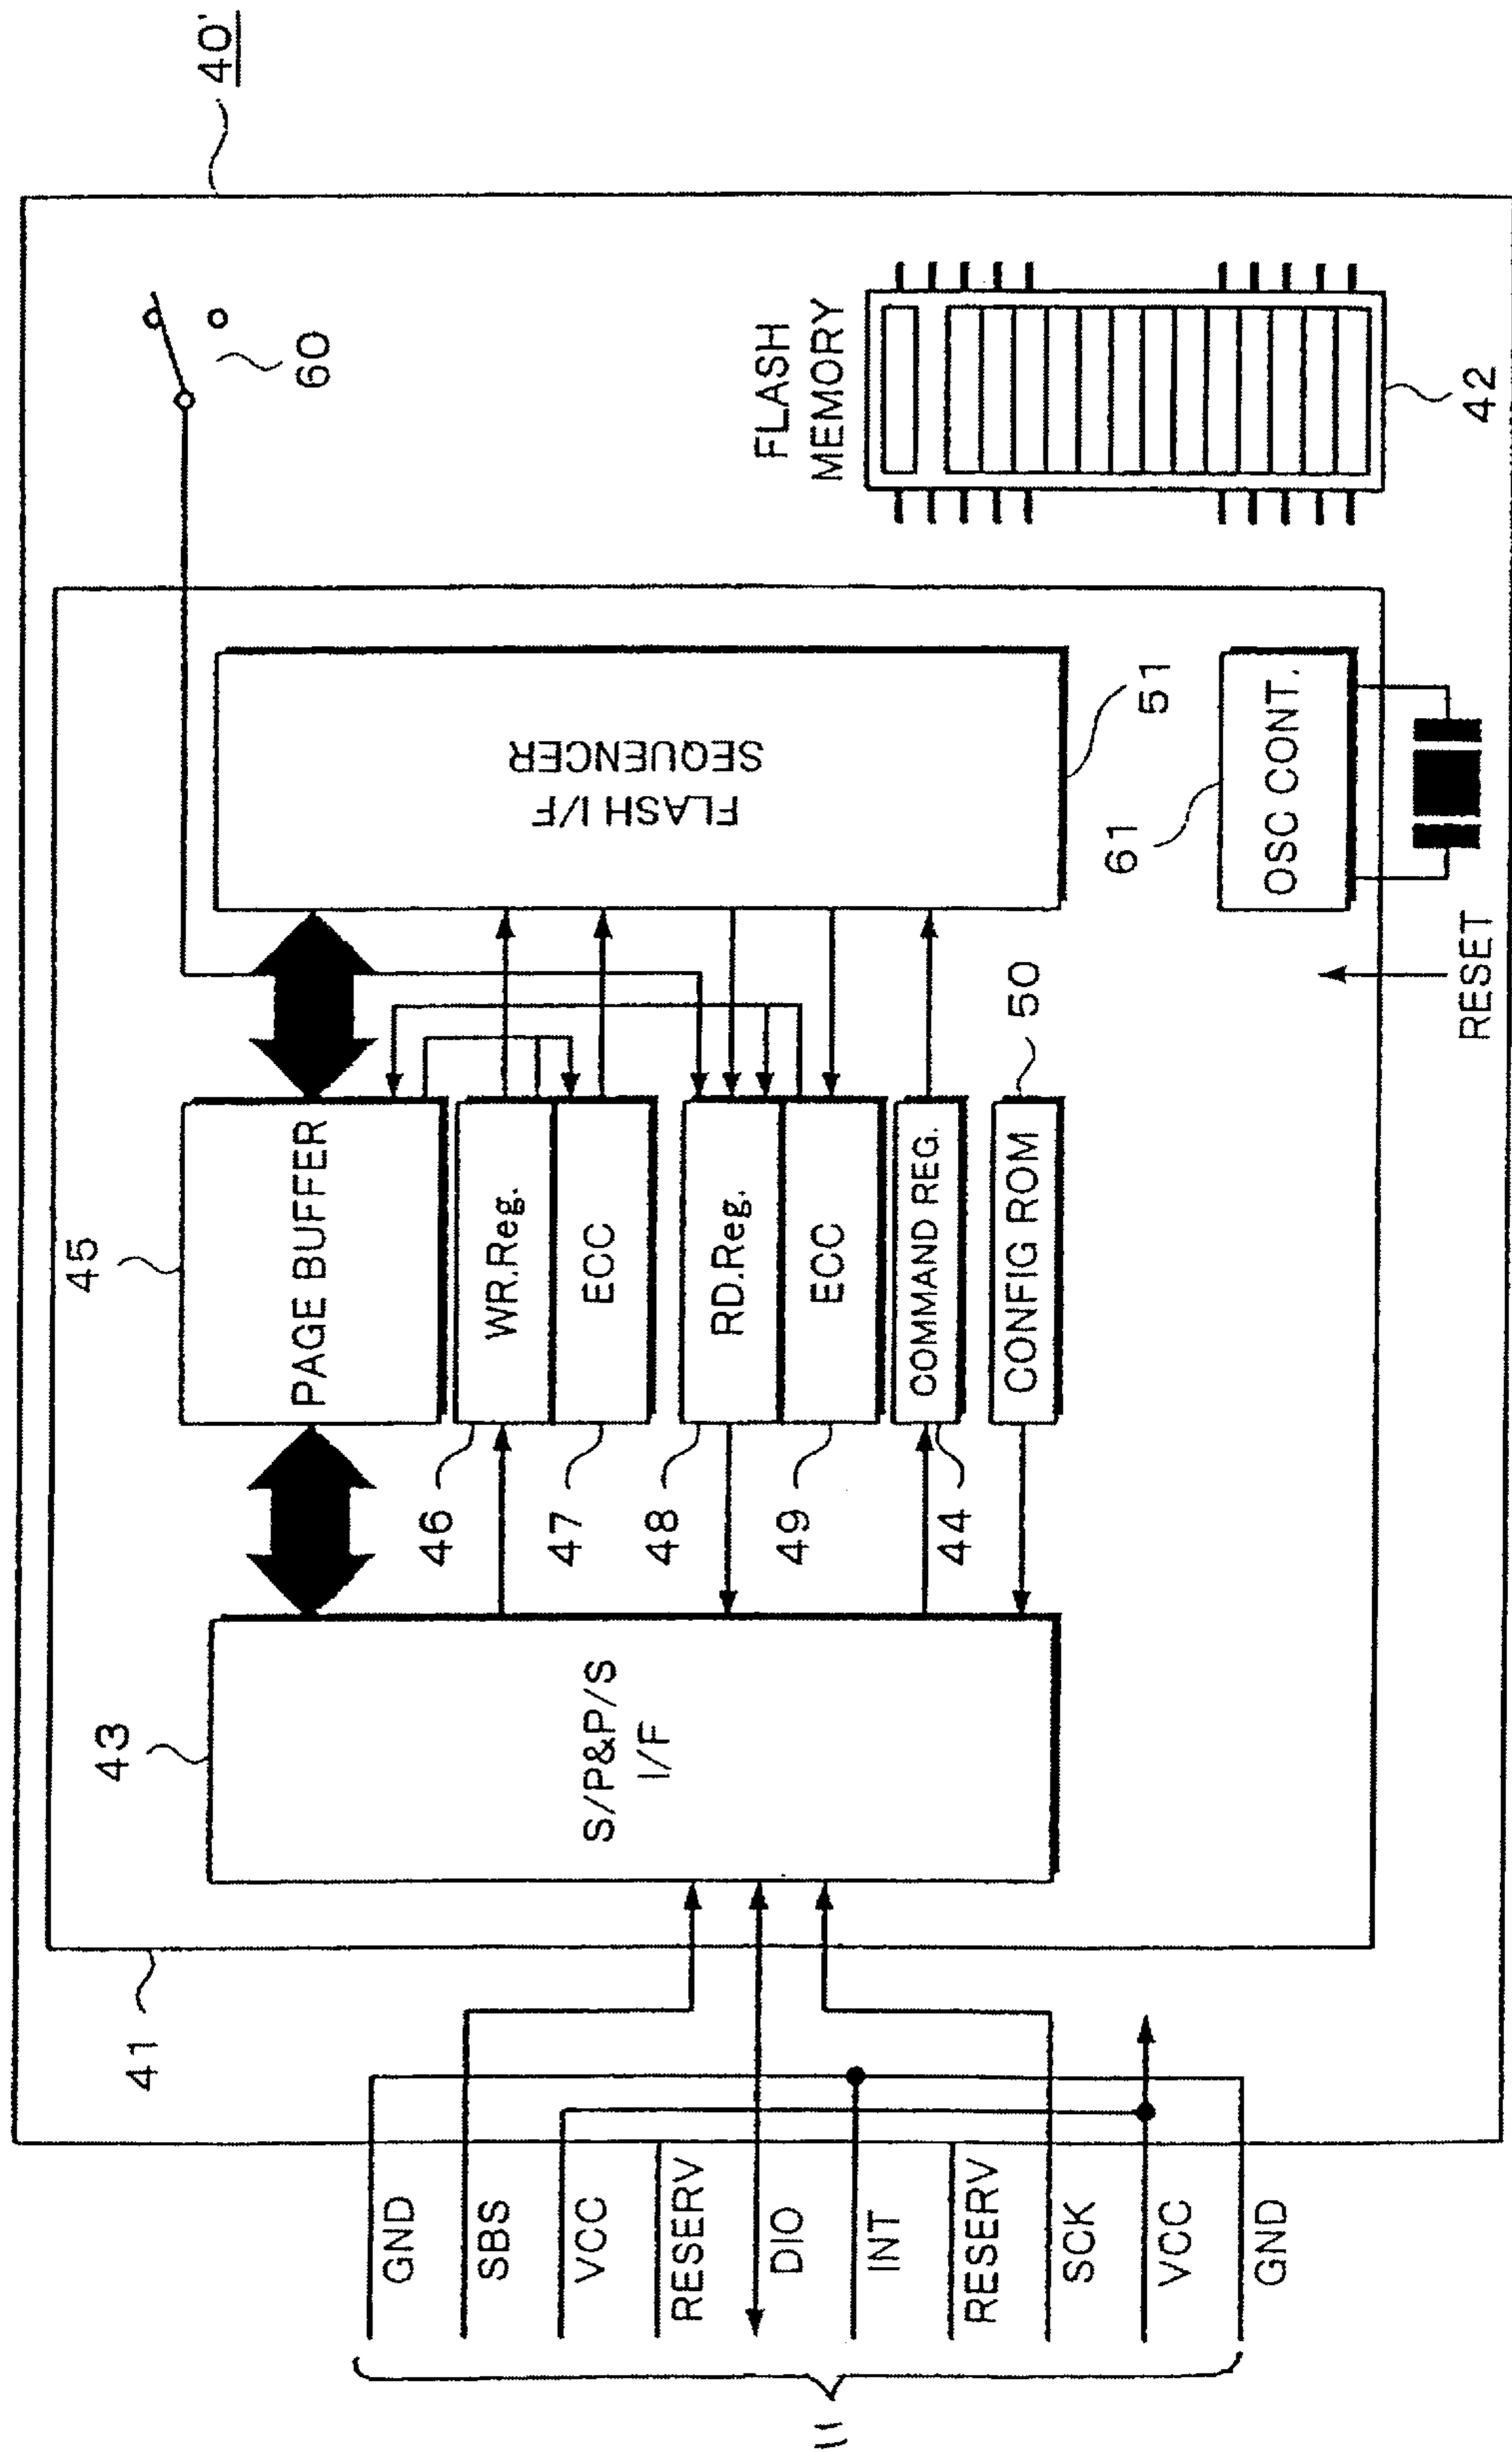 40'
60
FLASH
MEMORY
42
FLASH I/F
SEQUENCER
51
61
OSC CONT.
RESET
45
PAGE BUFFER
46
WR.Reg.
47
ECC
48
RD.Reg.
49
ECC
44
COMMAND REG.
50
CONFIG ROM
43
S/P&P/S
I/F
41
GND
SBS
VCC
RESERV
DIO
INT
RESERV
SCK
VCC
GND
11